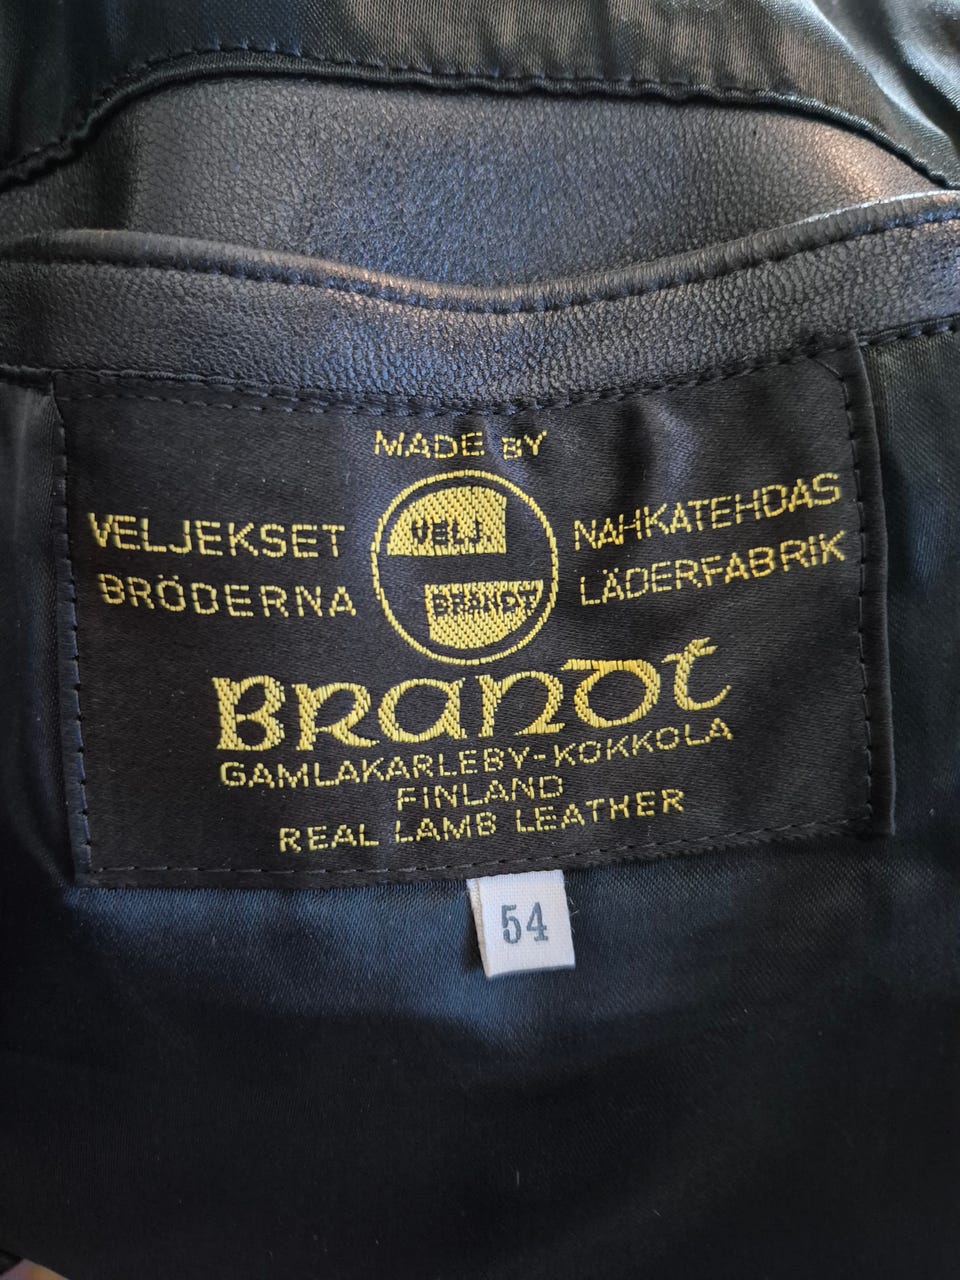 MADE BY
VELJEKSET VELJ. NAHKATEHDAS
BRÖDERNA BRANDT LÄDERFABRIK
BRANDT
GAMLAKARLEBY-KOKKOLA
FINLAND
REAL LAMB LEATHER
54